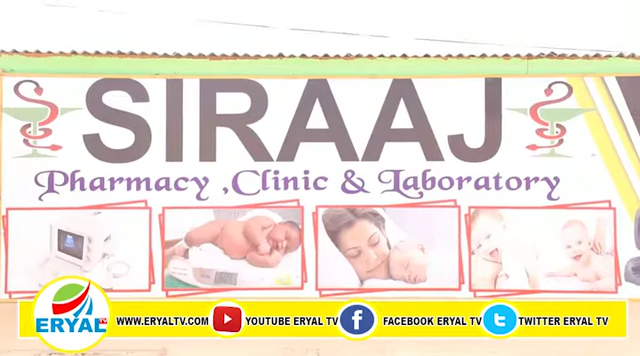 SIRAAJ
Pharmacy ,Clinic & Laboratory
ERYAL TV WWW.ERYALTV.COM YOUTUBE ERYAL TV FACEBOOK ERYAL TV TWITTER ERYAL TV